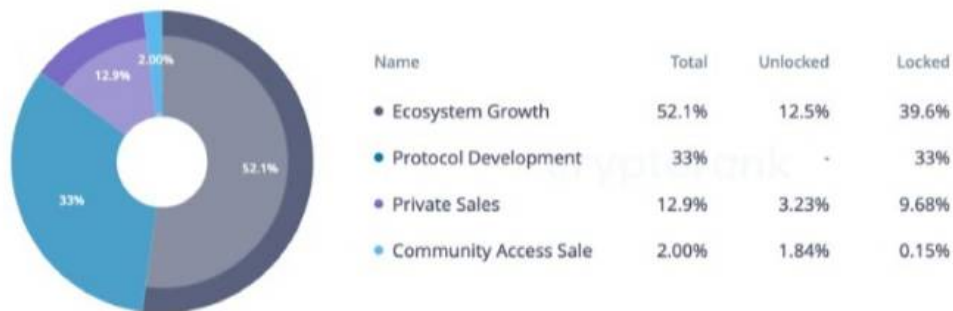 2.00%
12.9%
52.1%
33%
Name Total Unlocked Locked
Ecosystem Growth 52.1% 12.5% 39.6%
Protocol Development 33% - 33%
Private Sales 12.9% 3.23% 9.68%
Community Access Sale 2.00% 1.84% 0.15%